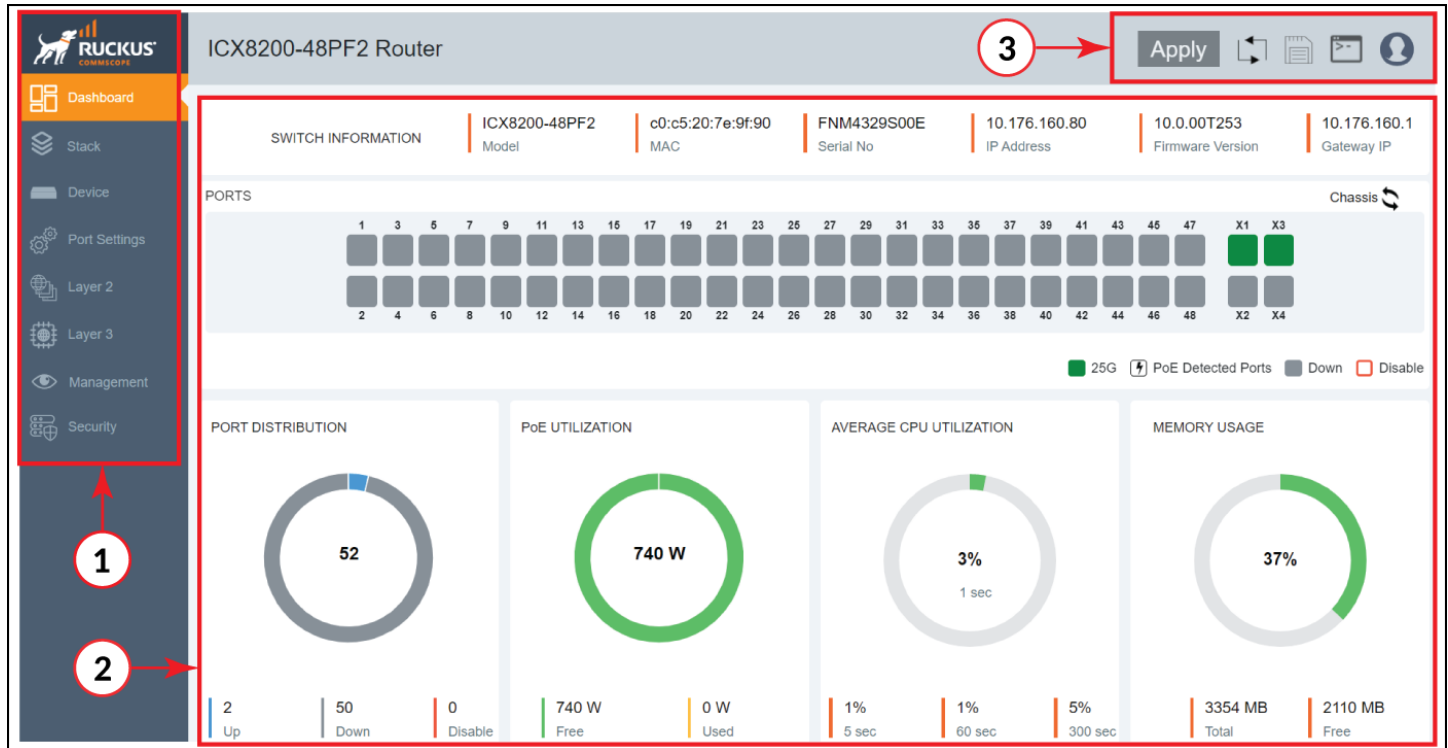 RUCKUS
COMMSCOPE
ICX8200-48PF2 Router
3
Apply
Dashboard
Stack
Device
Port Settings
Layer 2
Layer 3
Management
Security
1
2
SWITCH INFORMATION
ICX8200-48PF2
Model
c0:c5:20:7e:9f:90
MAC
FNM4329S00E
Serial No
10.176.160.80
IP Address
10.0.00T253
Firmware Version
10.176.160.1
Gateway IP
PORTS
Chassis
1 3 5 7 9 11 13 15 17 19 21 23 25 27 29 31 33 35 37 39 41 43 45 47 X1 X3
2 4 6 8 10 12 14 16 18 20 22 24 26 28 30 32 34 36 38 40 42 44 46 48 X2 X4
25G PoE Detected Ports Down Disable
PORT DISTRIBUTION
52
2
Up
50
Down
0
Disable
PoE UTILIZATION
740 W
740 W
Free
0 W
Used
AVERAGE CPU UTILIZATION
3%
1 sec
1%
5 sec
1%
60 sec
5%
300 sec
MEMORY USAGE
37%
3354 MB
Total
2110 MB
Free